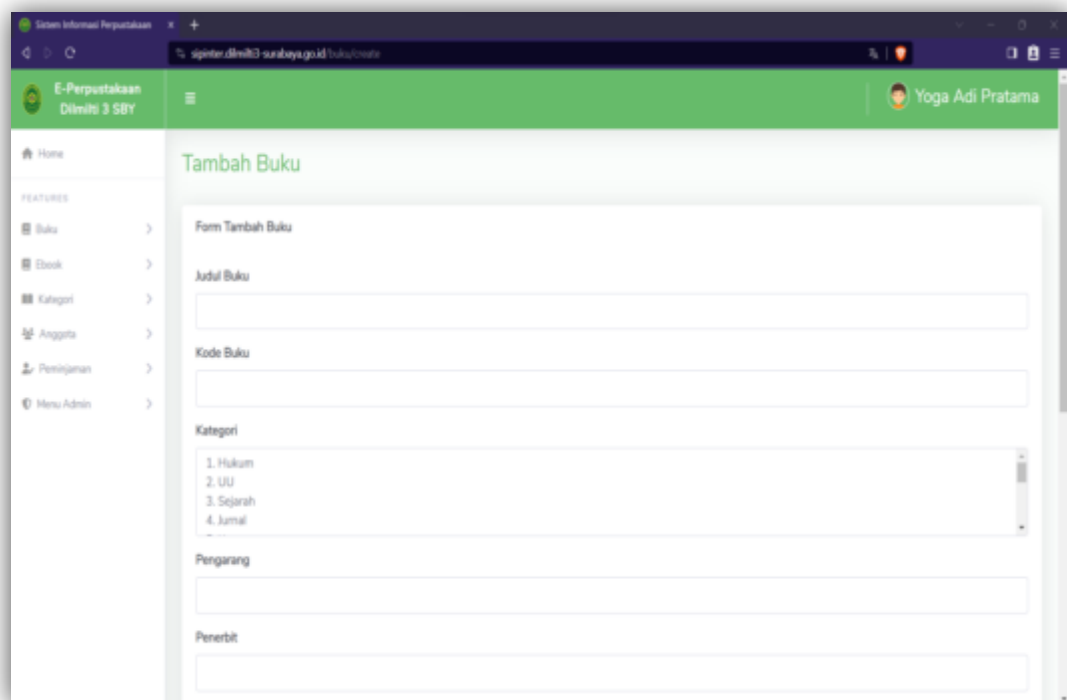 Sistem Informasi Perpustakaan
sipinter.dilmilti3-surabaya.go.id/buku/create
E-Perpustakaan
Dilmilti 3 SBY
Yoga Adi Pratama
Home
Tambah Buku
FEATURES
Buku
Form Tambah Buku
Ebook
Judul Buku
Kategori
Anggota
Kode Buku
Peminjaman
Menu Admin
Kategori
1. Hukum
2. UU
3. Sejarah
4. Jurnal
Pengarang
Penerbit